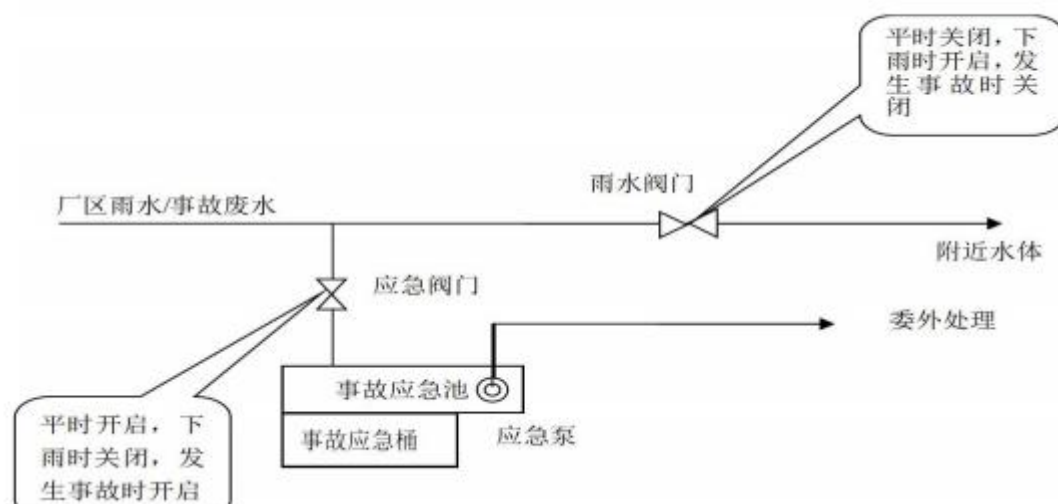 平时关闭，下
雨时开启，发
生事故时关
闭
雨水阀门
厂区雨水/事故废水
附近水体
应急阀门
委外处理
事故应急池
应急泵
事故应急桶
平时开启，下
雨时关闭，发
生事故时开启